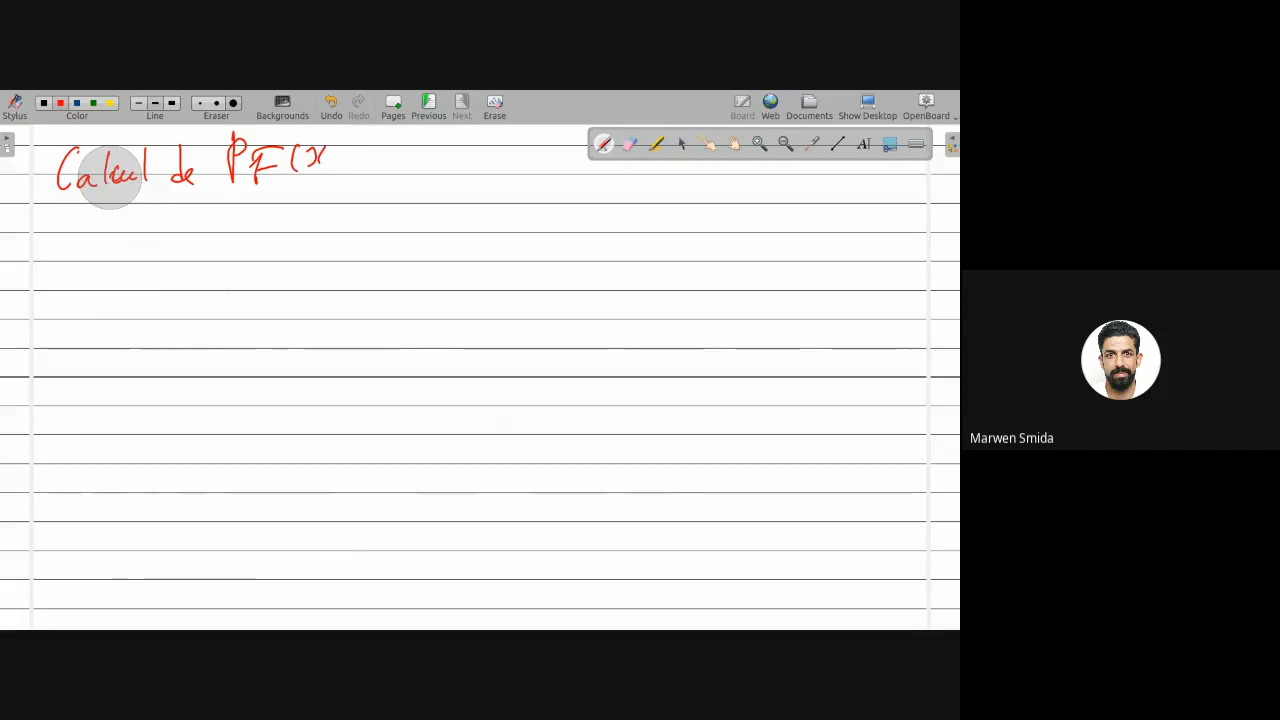 Stylus Color Line Eraser Backgrounds Undo Redo Pages Previous Next Erase Board Web Documents Show Desktop OpenBoard
Calcul de PF(x
Marwen Smida